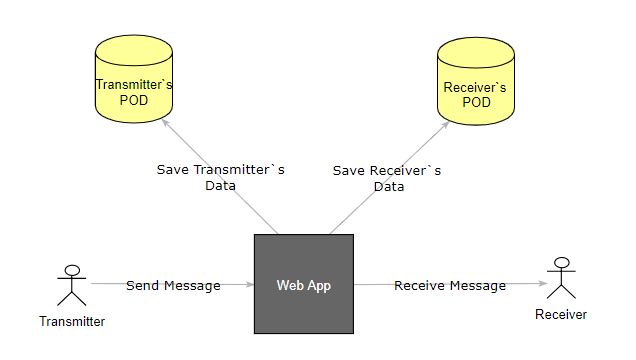 Transmitter`s
POD
Receiver`s
POD
Save Transmitter`s
Data
Save Receiver`s
Data
Send Message
Web App
Receive Message
Transmitter
Receiver